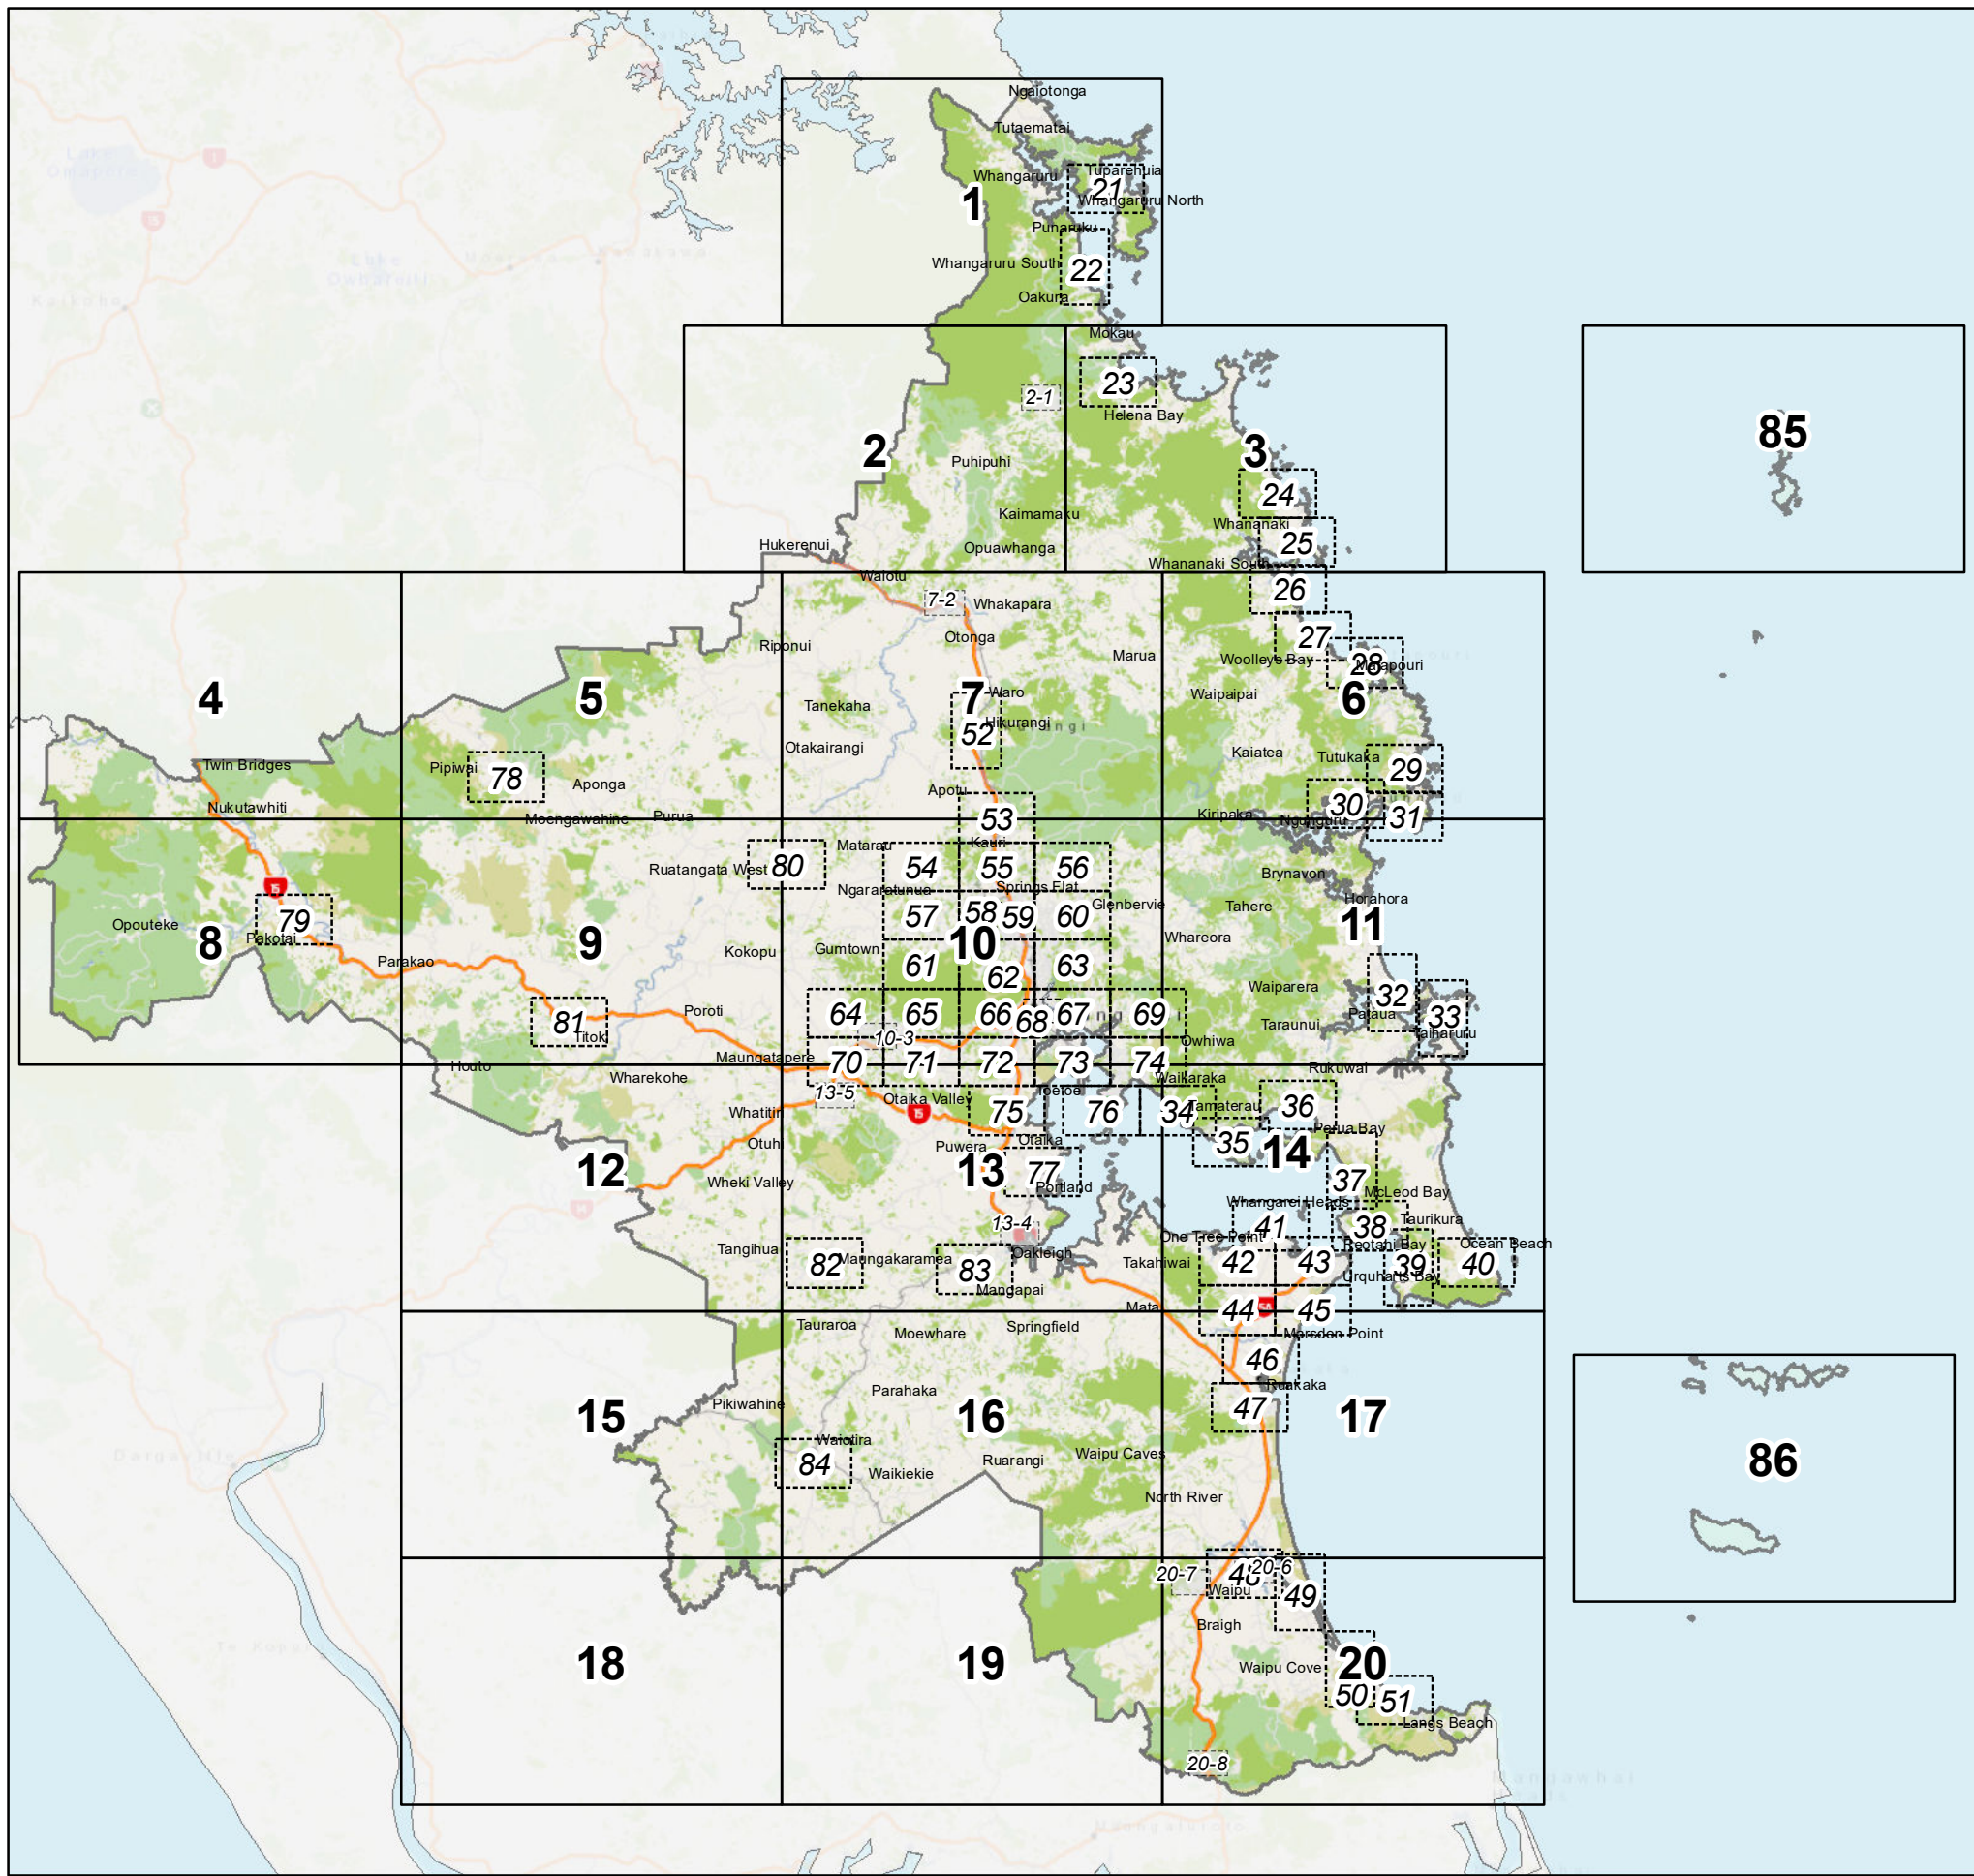 Ngaiotonga
Tutaematai
Tuparehuia
Whangaruru
21
1
Whangaruru North
Punaruku
Whangaruru South
22
Oakura
Mokau
23
2-1
Helena Bay
85
2
3
Puhipuhi
24
Kaimamaku
Whananaki
25
Hukerenui
Opuawhanga
Whananaki South
Waiotu
26
7-2
Whakapara
Otonga
27
Riponui
Marua
Woolleys Bay
28
Matapouri
4
5
7
Waro
Waipaipai
6
Tanekaha
Hikurangi
52
Otakairangi
Kaiatea
Tutukaka
Twin Bridges
Pipiwai
78
29
Aponga
Apotu
Nukutawhiti
30
Moengawahine
Purua
53
Kiripaka
Ngunguru
31
Matarau
Kauri
Ruatangata West
80
54
55
56
15
Brynavon
Ngararatunua
Springs Flat
Horahora
Glenbervie
Tahere
79
57
58
59
60
11
Opouteke
Pakotai
8
9
Kokopu
Gumtown
10
Whareora
Parakao
61
62
63
Waiparera
32
Poroti
64
65
66
68
67
69
Pataua
33
81
Titoki
10-3
Taraunui
Taiharuru
Owhiwa
Maungatapere
70
71
72
73
74
Houto
Wharekohe
Rukuwai
Waikaraka
13-5
Otaika Valley
Toetoe
Whatitiri
15
75
76
34
Tamaterau
36
Otuhi
Puwera
Otaika
35
Parua Bay
12
13
14
77
37
Wheki Valley
Portland
McLeod Bay
Whangarei Heads
13-4
41
38
Taurikura
Tangihua
82
Maungakaramea
Oakleigh
One Tree Point
Reotahi Bay
Ocean Beach
83
Takahiwai
42
43
39
40
Mangapai
Urquharts Bay
Mata
44
45
Tauraroa
Moewhare
Springfield
Marsden Point
46
Parahaka
Ruakaka
Pikiwahine
47
15
16
17
Waiotira
Waipu Caves
84
Waikiekie
Ruarangi
86
North River
20-7
48
20-6
Waipu
49
Braigh
18
19
Waipu Cove
20
50
51
Langs Beach
20-8